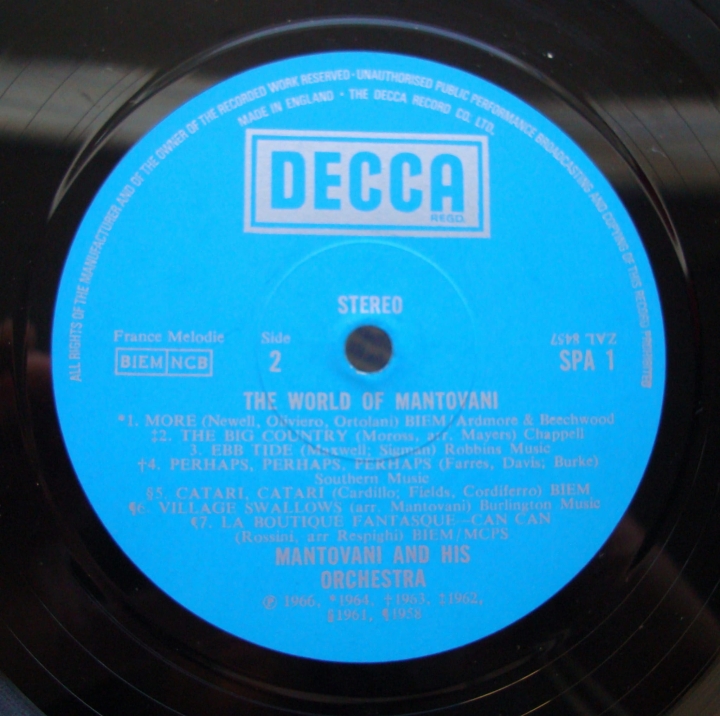 ALL RIGHTS OF THE MANUFACTURER AND OF THE OWNER OF THE RECORDED WORK RESERVED · UNAUTHORISED PUBLIC PERFORMANCE BROADCASTING AND COPYING OF THIS RECORD PROHIBITED
MADE IN ENGLAND · THE DECCA RECORD CO. LTD.
DECCA
REGD.
STEREO
France Melodie
BIEM NCB
Side
2
ZAL 8457
SPA 1
THE WORLD OF MANTOVANI
*1. MORE (Newell, Oliviero, Ortolani) BIEM/Ardmore & Beechwood
‡2. THE BIG COUNTRY (Moross, arr. Mayers) Chappell
3. EBB TIDE (Maxwell; Sigman) Robbins Music
†4. PERHAPS, PERHAPS, PERHAPS (Farres, Davis; Burke)
Southern Music
§5. CATARI, CATARI (Cardillo; Fields, Cordiferro) BIEM
¶6. VILLAGE SWALLOWS (arr. Mantovani) Burlington Music
¶7. LA BOUTIQUE FANTASQUE—CAN CAN
(Rossini, arr Respighi) BIEM/MCPS
MANTOVANI AND HIS
ORCHESTRA
℗ 1966, *1964, †1963, ‡1962,
§1961, ¶1958